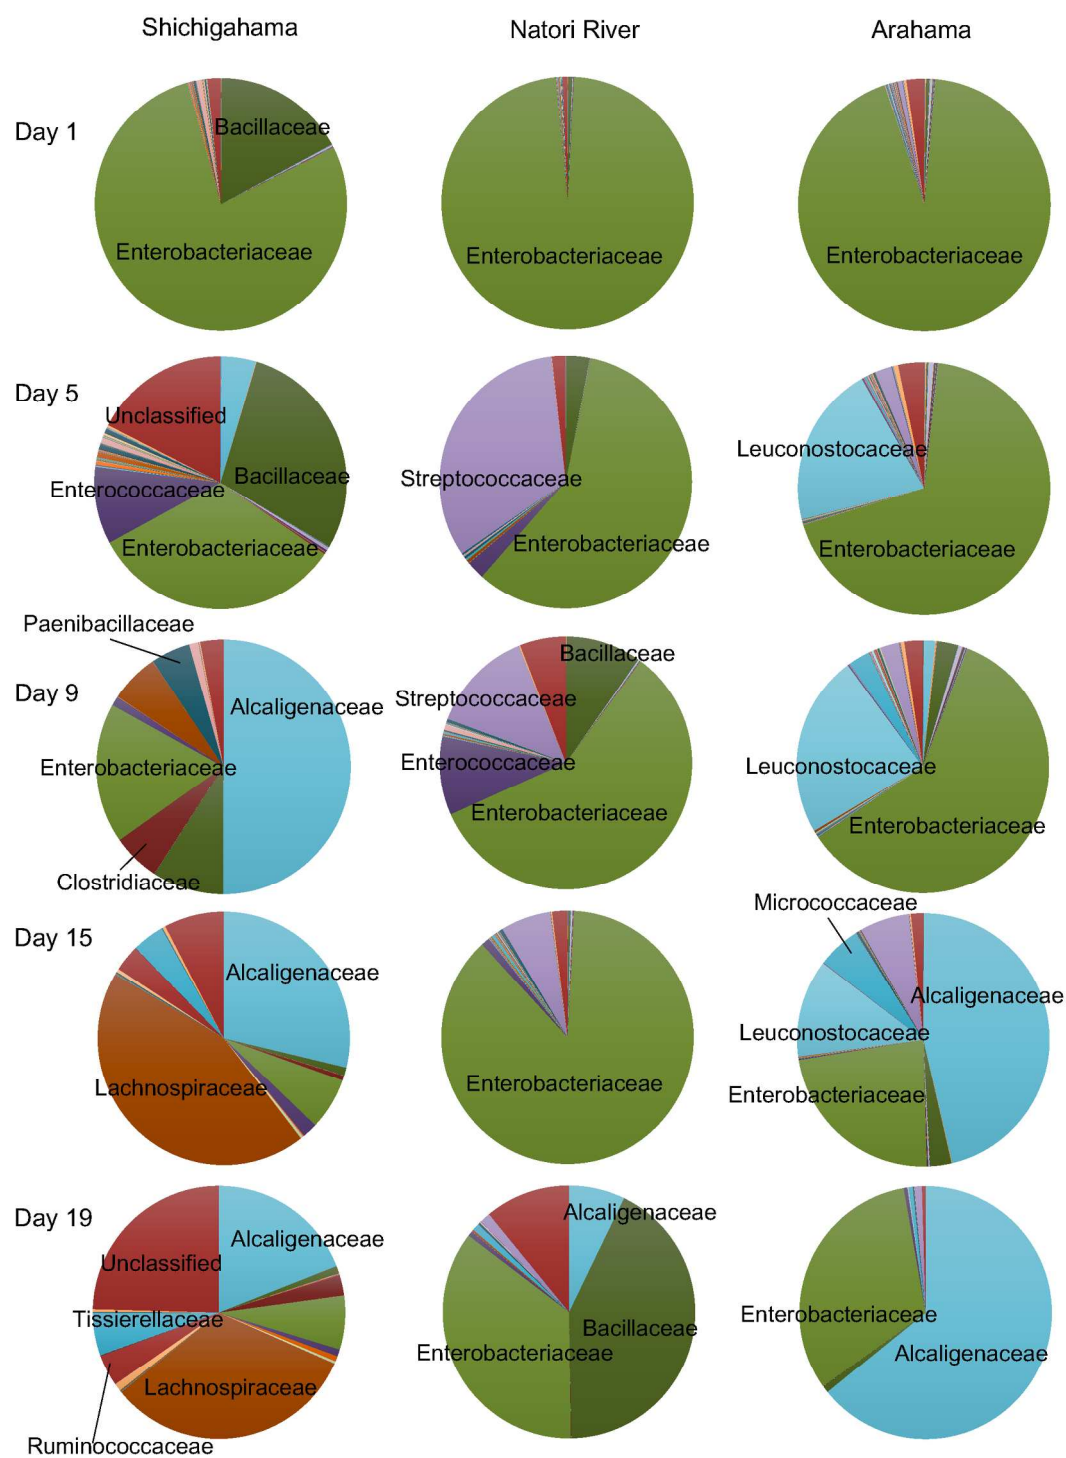 Shichigahama
Natori River
Arahama
Day 1
Bacillaceae
Enterobacteriaceae
Enterobacteriaceae
Enterobacteriaceae
Day 5
Unclassified
Bacillaceae
Enterococcaceae
Enterobacteriaceae
Streptococcaceae
Enterobacteriaceae
Leuconostocaceae
Enterobacteriaceae
Paenibacillaceae
Day 9
Alcaligenaceae
Enterobacteriaceae
Clostridiaceae
Bacillaceae
Streptococcaceae
Enterococcaceae
Enterobacteriaceae
Leuconostocaceae
Enterobacteriaceae
Day 15
Alcaligenaceae
Lachnospiraceae
Enterobacteriaceae
Micrococcaceae
Alcaligenaceae
Leuconostocaceae
Enterobacteriaceae
Day 19
Unclassified
Alcaligenaceae
Tissierellaceae
Lachnospiraceae
Ruminococcaceae
Alcaligenaceae
Bacillaceae
Enterobacteriaceae
Enterobacteriaceae
Alcaligenaceae